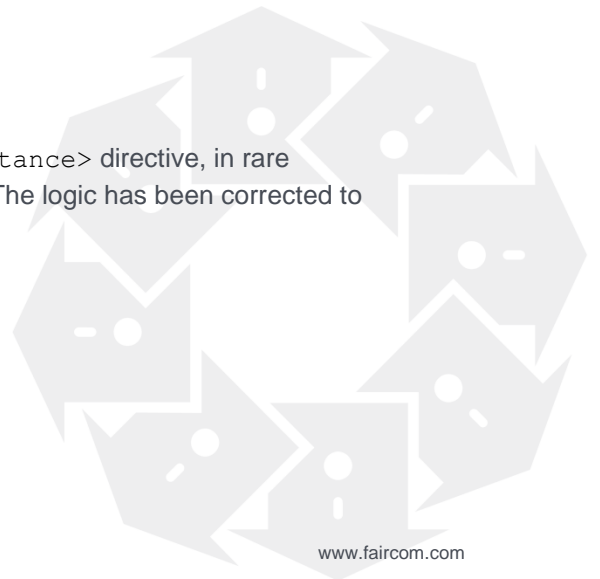 tance> directive, in rare
The logic has been corrected to
www.faircom.com